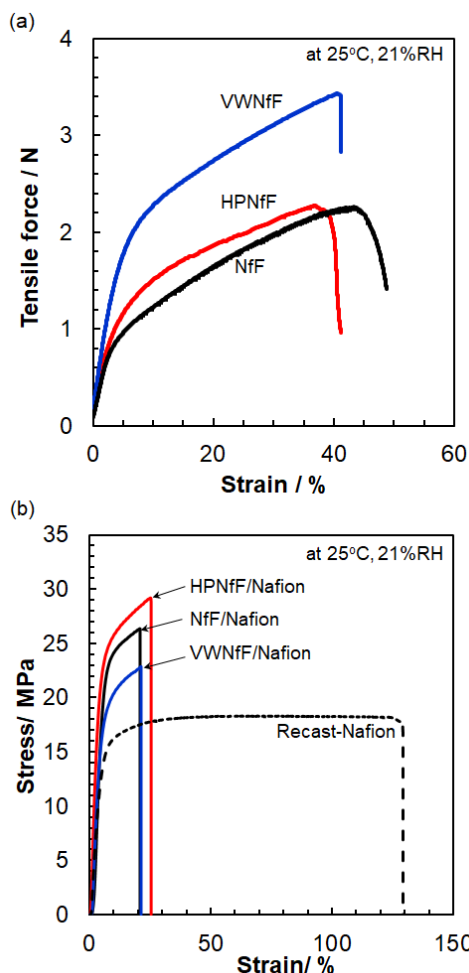 (a)
at 25°C, 21%RH
4
3
2
1
0
VWNfF
HPNfF
NfF
Tensile force / N
0 20 40 60
Strain / %
(b)
at 25°C, 21%RH
35
30
25
20
15
10
5
0
HPNfF/Nafion
NfF/Nafion
VWNfF/Nafion
Recast-Nafion
Stress/ MPa
0 50 100 150
Strain/ %